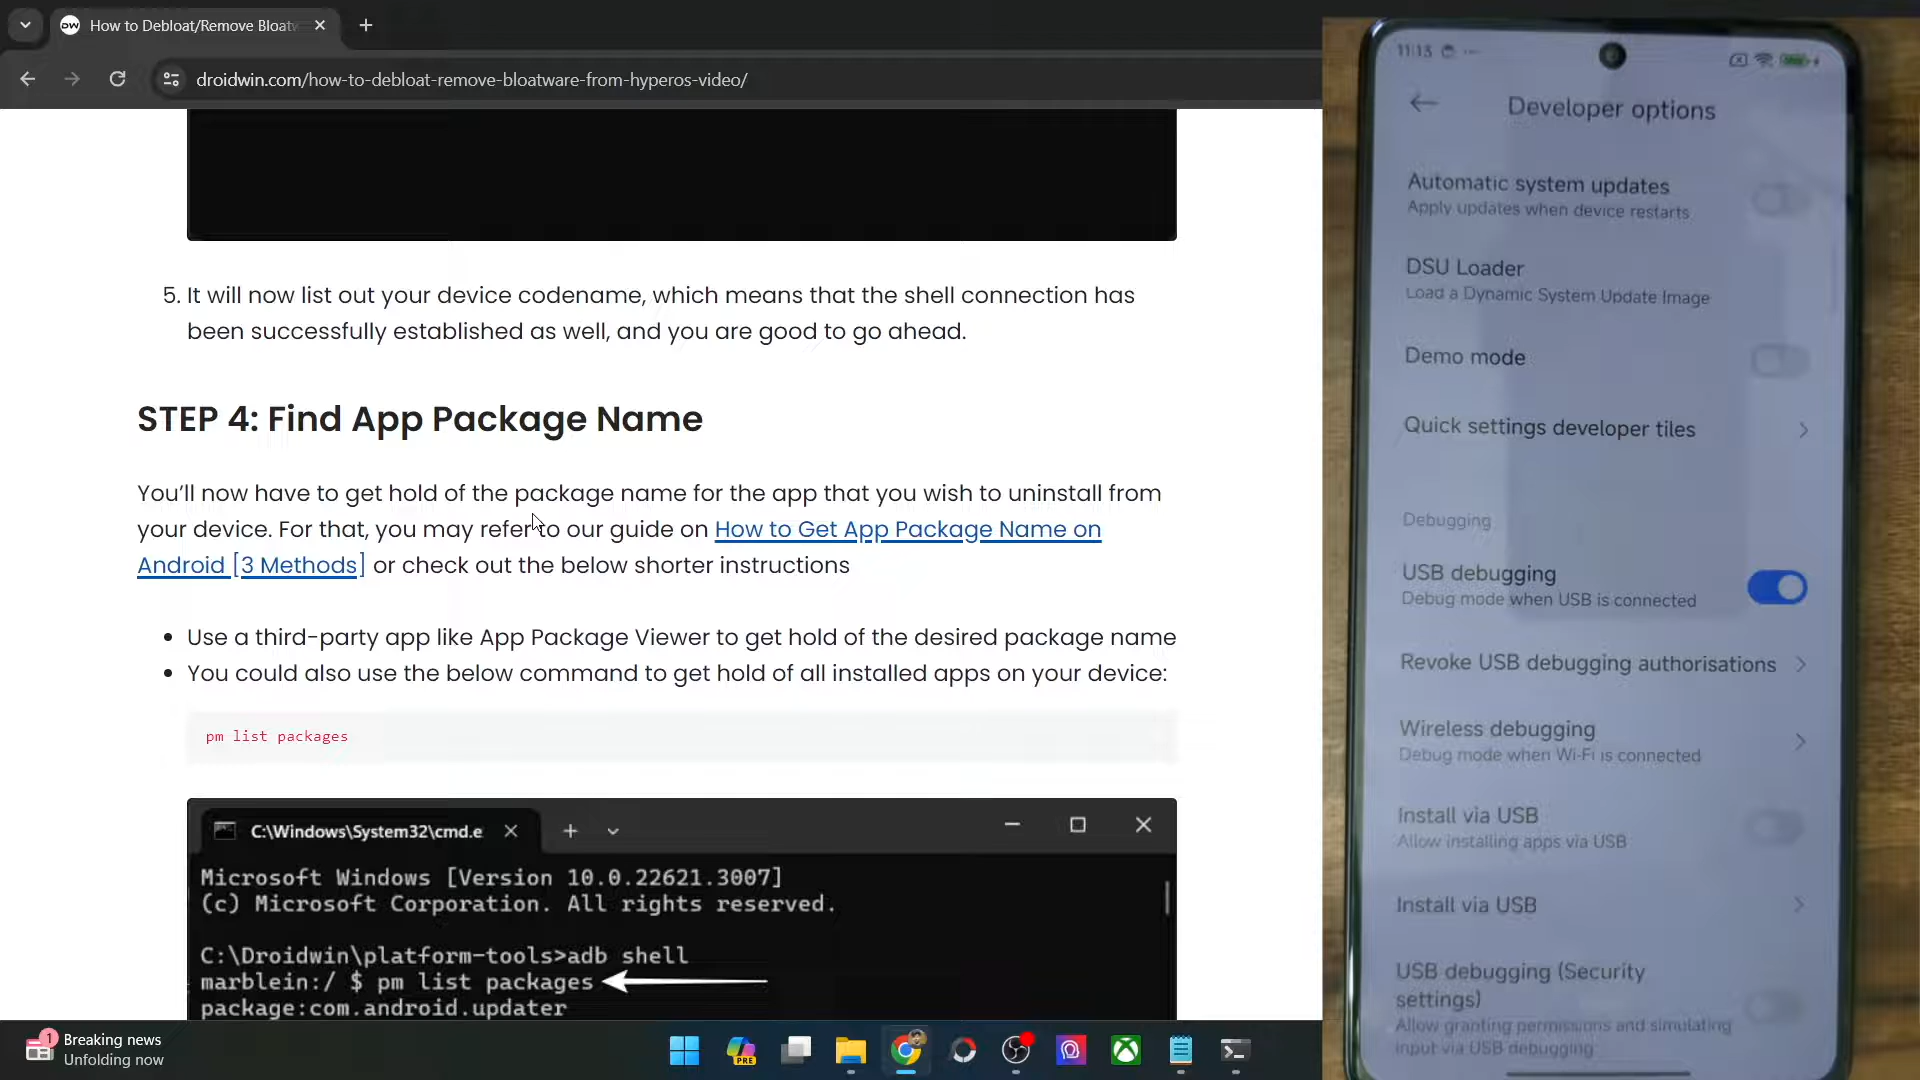 How to Debloat/Remove Bloatw
droidwin.com/how-to-debloat-remove-bloatware-from-hyperos-video/
5. It will now list out your device codename, which means that the shell connection has
been successfully established as well, and you are good to go ahead.
STEP 4: Find App Package Name
You'll now have to get hold of the package name for the app that you wish to uninstall from
your device. For that, you may refer to our guide on How to Get App Package Name on
Android [3 Methods] or check out the below shorter instructions
• Use a third-party app like App Package Viewer to get hold of the desired package name
• You could also use the below command to get hold of all installed apps on your device:
pm list packages
C:\Windows\System32\cmd.e
Microsoft Windows [Version 10.0.22621.3007]
(c) Microsoft Corporation. All rights reserved.
C:\Droidwin\platform-tools>adb shell
marblein:/ $ pm list packages
package:com.android.updater
1
Breaking news
Unfolding now
PRE
11:13
Developer options
Automatic system updates
Apply updates when device restarts
DSU Loader
Load a Dynamic System Update Image
Demo mode
Quick settings developer tiles
Debugging
USB debugging
Debug mode when USB is connected
Revoke USB debugging authorisations
Wireless debugging
Debug mode when Wi-Fi is connected
Install via USB
Allow installing apps via USB
Install via USB
USB debugging (Security
settings)
Allow granting permissions and simulating
input via USB debugging